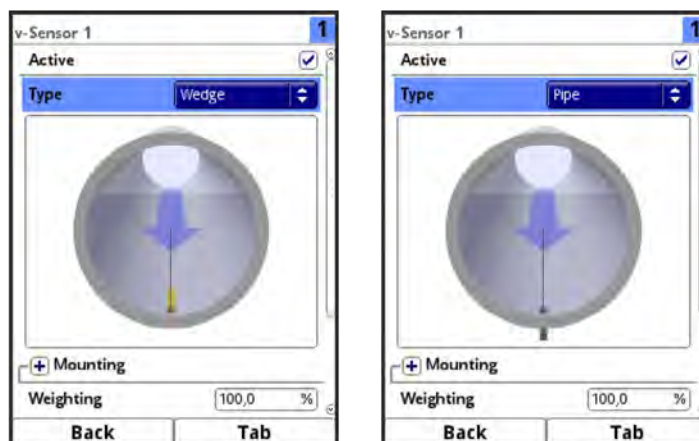 v-Sensor 1
1
Active
Type Wedge
Mounting
Weighting 100,0 %
Back Tab
v-Sensor 1
1
Active
Type Pipe
Mounting
Weighting 100,0 %
Back Tab